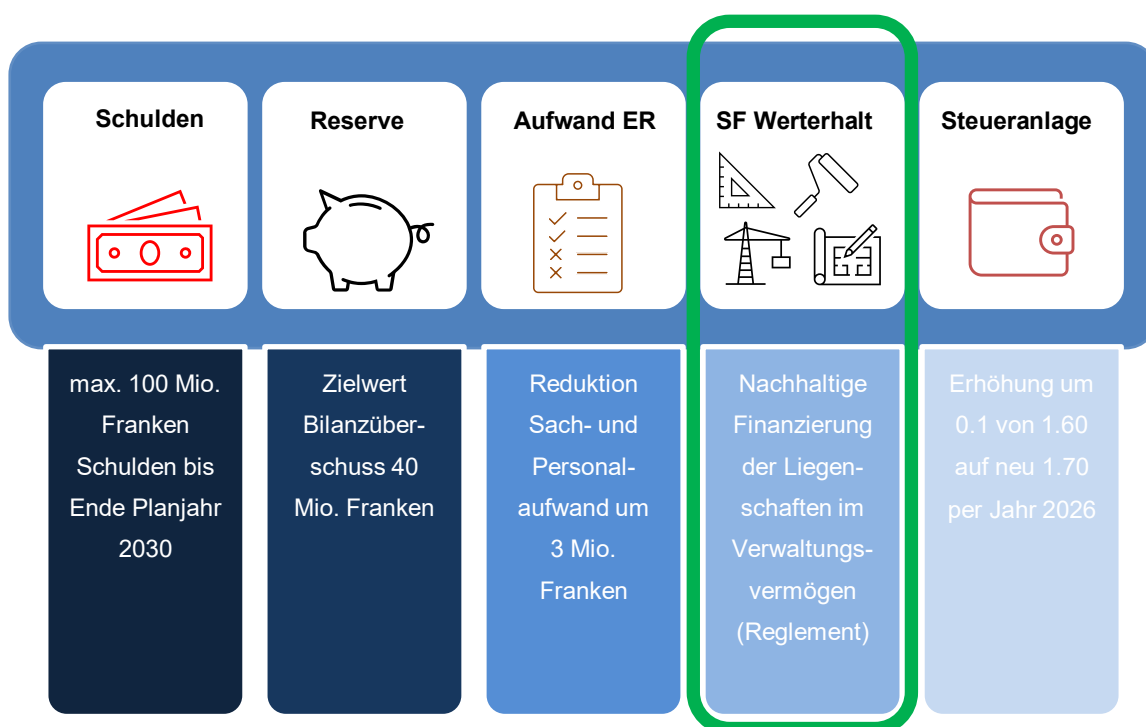 Schulden
Reserve
Aufwand ER
SF Werterhalt
Steueranlage
max. 100 Mio.
Franken
Schulden bis
Ende Planjahr
2030
Zielwert
Bilanzüber-
schuss 40
Mio. Franken
Reduktion
Sach- und
Personal-
aufwand um
3 Mio.
Franken
Nachhaltige
Finanzierung
der Liegen-
schaften im
Verwaltungs-
vermögen
(Reglement)
Erhöhung um
0.1 von 1.60
auf neu 1.70
per Jahr 2026